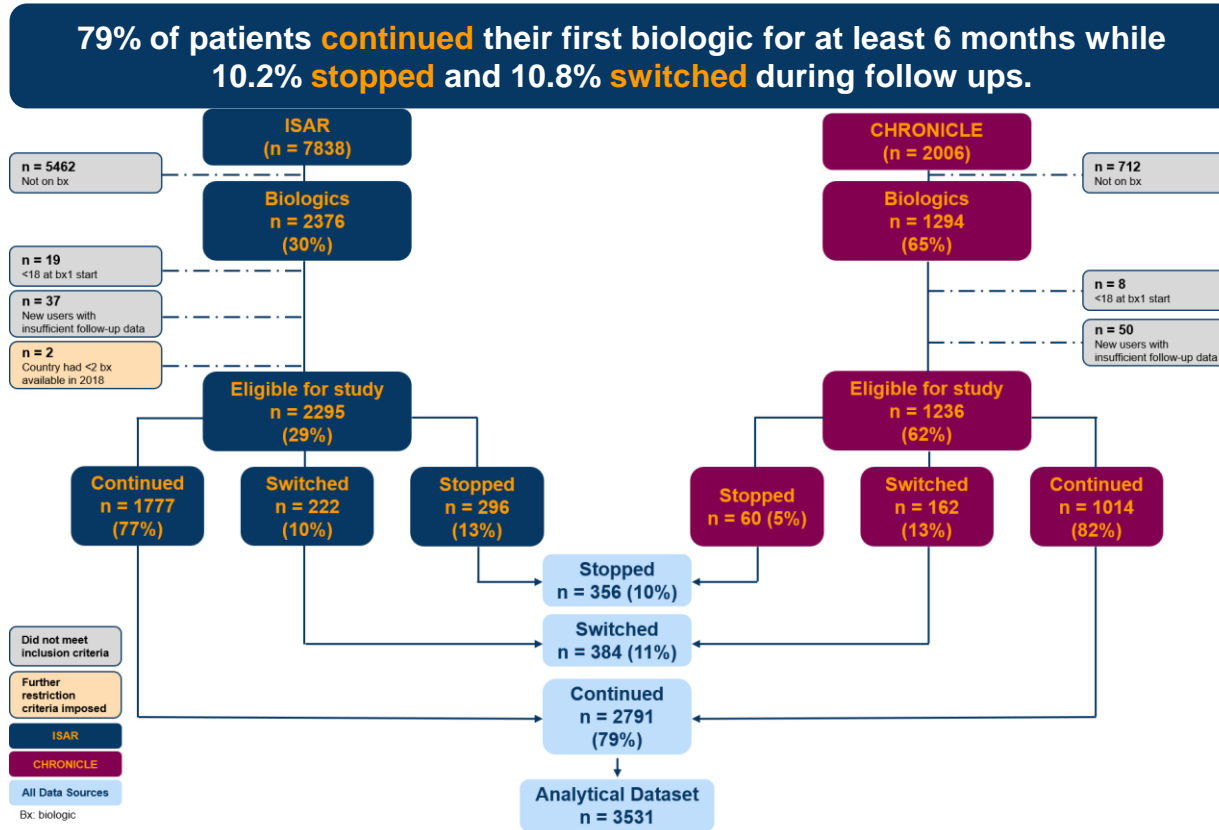 79% of patients continued their first biologic for at least 6 months while
10.2% stopped and 10.8% switched during follow ups.
ISAR
(n = 7838)
CHRONICLE
(n = 2006)
n = 5462
Not on bx
n = 712
Not on bx
Biologics
n = 2376
(30%)
Biologics
n = 1294
(65%)
n = 19
<18 at bx1 start
n = 37
New users with
insufficient follow-up data
n = 2
Country had <2 bx
available in 2018
n = 8
<18 at bx1 start
n = 50
New users with
insufficient follow-up data
Eligible for study
n = 2295
(29%)
Eligible for study
n = 1236
(62%)
Continued
n = 1777
(77%)
Switched
n = 222
(10%)
Stopped
n = 296
(13%)
Stopped
n = 60 (5%)
Switched
n = 162
(13%)
Continued
n = 1014
(82%)
Stopped
n = 356 (10%)
Switched
n = 384 (11%)
Continued
n = 2791
(79%)
Analytical Dataset
n = 3531
Did not meet
inclusion criteria
Further
restriction
criteria imposed
ISAR
CHRONICLE
All Data Sources
Bx: biologic